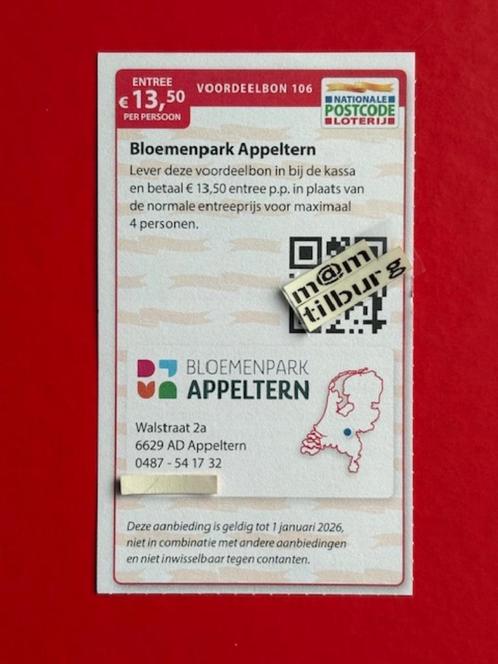 ENTREE
€ 13,50
PER PERSOON
VOORDEELBON 106
NATIONALE
POSTCODE
LOTERIJ
Bloemenpark Appeltern
Lever deze voordeelbon in bij de kassa
en betaal € 13,50 entree p.p. in plaats van
de normale entreeprijs voor maximaal
4 personen.
m@m
tilburg
BLOEMENPARK
APPELTERN
Walstraat 2a
6629 AD Appeltern
0487 - 54 17 32
Deze aanbieding is geldig tot 1 januari 2026,
niet in combinatie met andere aanbiedingen
en niet inwisselbaar tegen contanten.